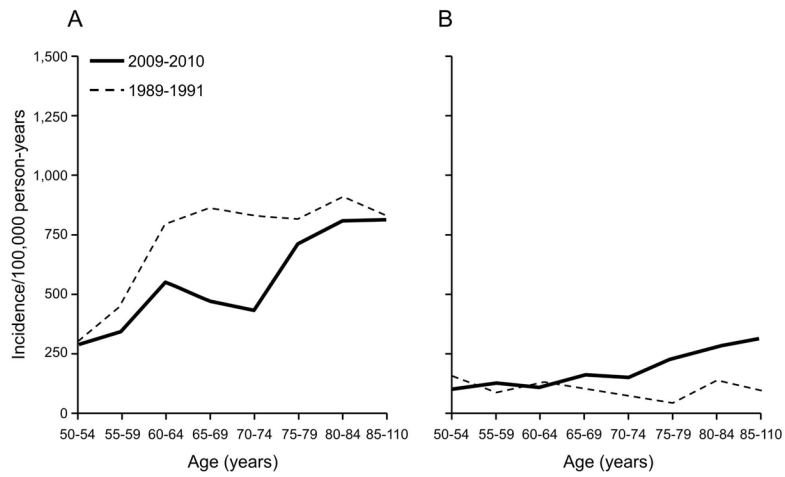 A
B
1,500
2009-2010
1989-1991
1,250
1,000
750
500
250
0
Incidence/100,000 person-years
50-54 55-59 60-64 65-69 70-74 75-79 80-84 85-110
50-54 55-59 60-64 65-69 70-74 75-79 80-84 85-110
Age (years)
Age (years)